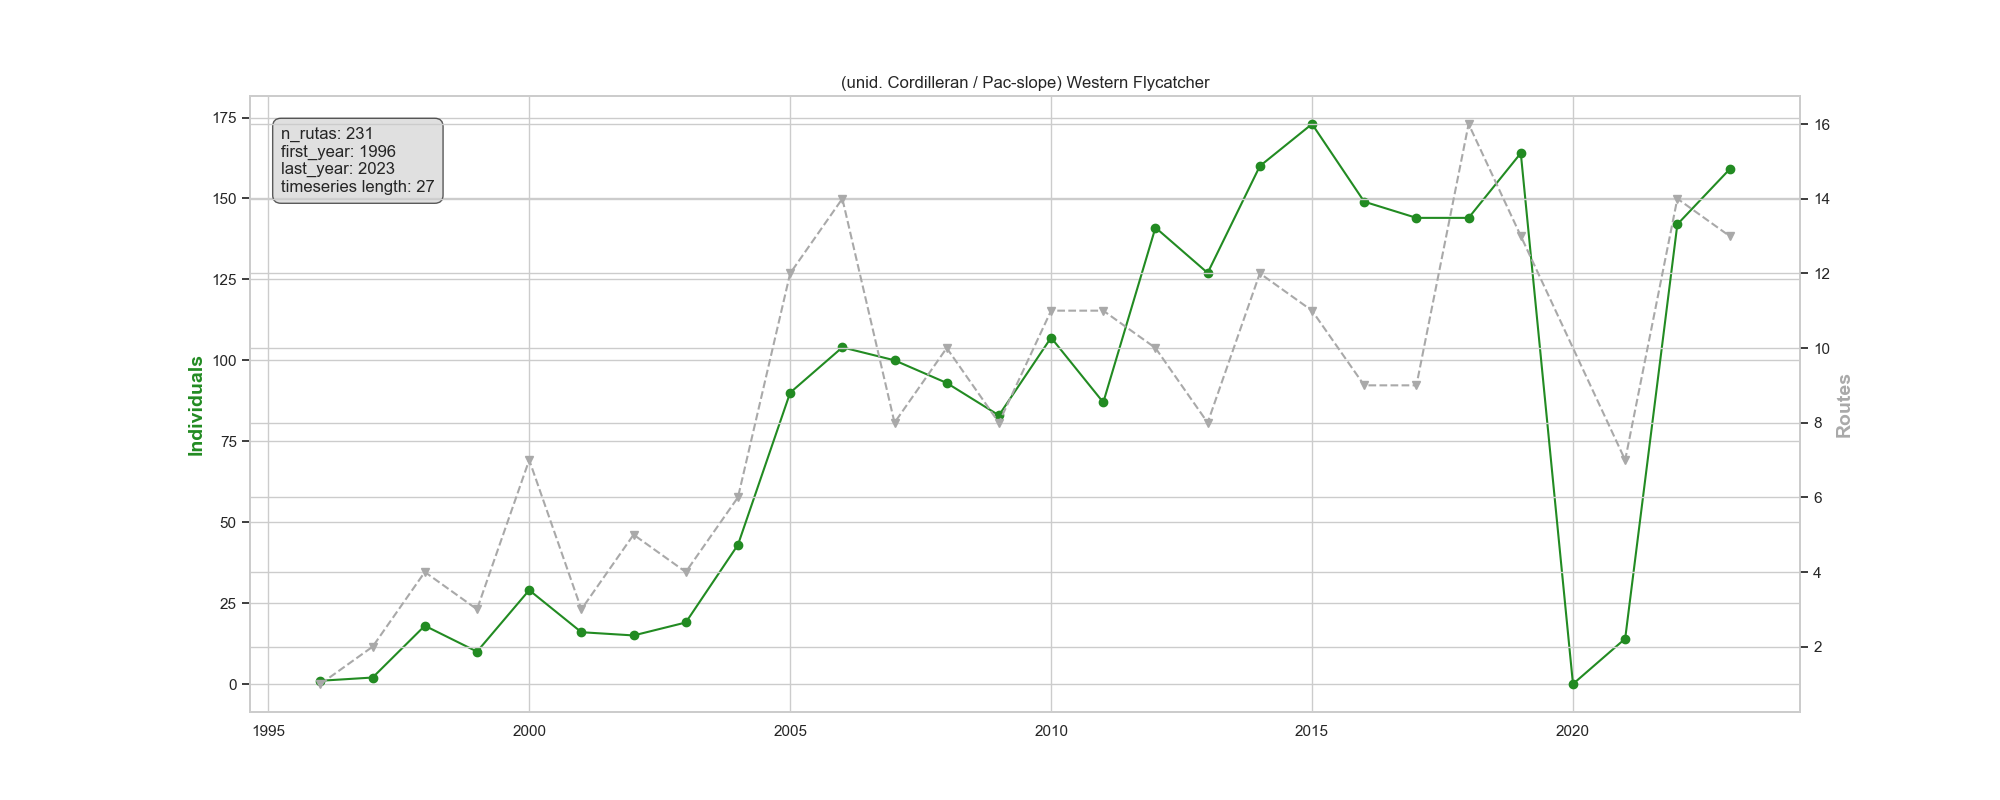 (unid. Cordilleran / Pac-slope) Western Flycatcher
n_rutas: 231
first_year: 1996
last_year: 2023
timeseries length: 27
Individuals
175
150
125
100
75
50
25
0
16
14
12
10
8
6
4
2
Routes
1995 2000 2005 2010 2015 2020